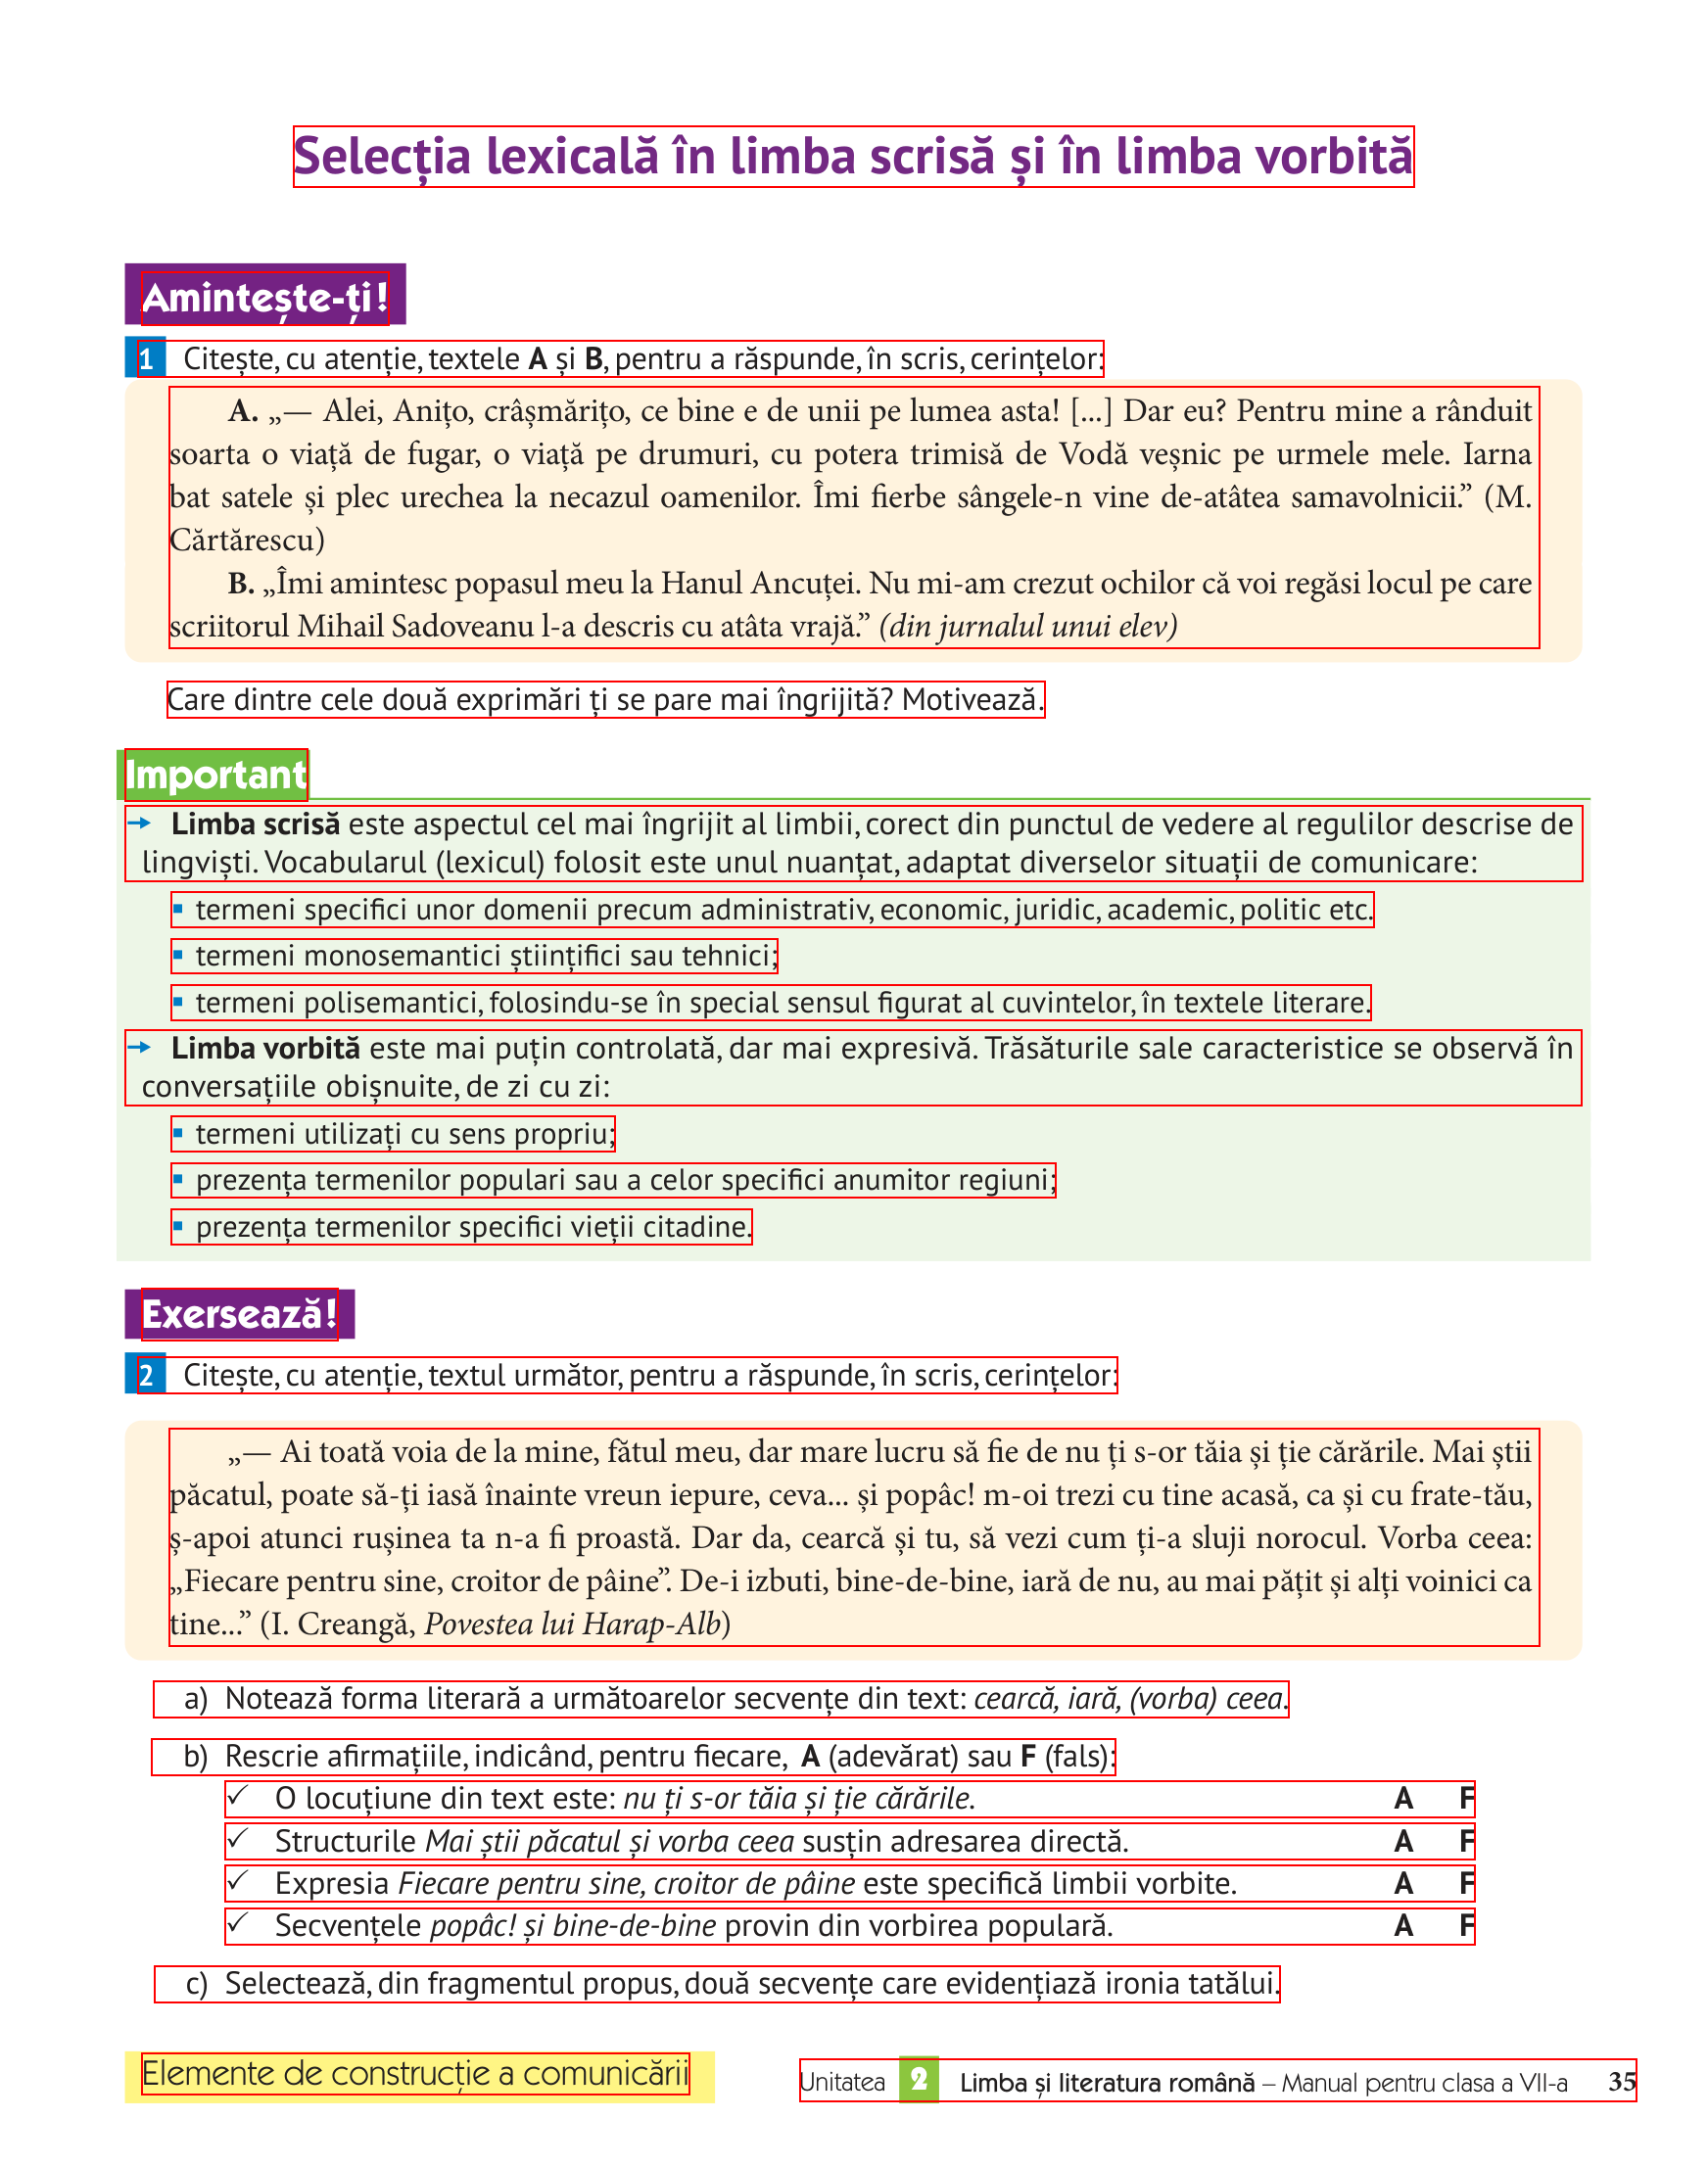 Selecția lexicală în limba scrisă și în limba vorbită
Amintește-ți!
1 Citește, cu atenție, textele A și B, pentru a răspunde, în scris, cerințelor:
A. „— Alei, Anițo, crâșmărițo, ce bine e de unii pe lumea asta! [...] Dar eu? Pentru mine a rânduit
soarta o viață de fugar, o viață pe drumuri, cu potera trimisă de Vodă veșnic pe urmele mele. Iarna
bat satele și plec urechea la necazul oamenilor. Îmi fierbe sângele-n vine de-atâtea samavolnicii.” (M.
Cărtărescu)
B. „Îmi amintesc popasul meu la Hanul Ancuței. Nu mi-am crezut ochilor că voi regăsi locul pe care
scriitorul Mihail Sadoveanu l-a descris cu atâta vrajă.” (din jurnalul unui elev)
Care dintre cele două exprimări ți se pare mai îngrijită? Motivează.
Important
→ Limba scrisă este aspectul cel mai îngrijit al limbii, corect din punctul de vedere al regulilor descrise de
lingviști. Vocabularul (lexicul) folosit este unul nuanțat, adaptat diverselor situații de comunicare:
▪ termeni specifici unor domenii precum administrativ, economic, juridic, academic, politic etc.
▪ termeni monosemantici științifici sau tehnici;
▪ termeni polisemantici, folosindu-se în special sensul figurat al cuvintelor, în textele literare.
→ Limba vorbită este mai puțin controlată, dar mai expresivă. Trăsăturile sale caracteristice se observă în
conversațiile obișnuite, de zi cu zi:
▪ termeni utilizați cu sens propriu;
▪ prezența termenilor populari sau a celor specifici anumitor regiuni;
▪ prezența termenilor specifici vieții citadine.
Exersează!
2 Citește, cu atenție, textul următor, pentru a răspunde, în scris, cerințelor:
„— Ai toată voia de la mine, fătul meu, dar mare lucru să fie de nu ți s-or tăia și ție cărările. Mai știi
păcatul, poate să-ți iasă înainte vreun iepure, ceva... și popâc! m-oi trezi cu tine acasă, ca și cu frate-tău,
ș-apoi atunci rușinea ta n-a fi proastă. Dar da, cearcă și tu, să vezi cum ți-a sluji norocul. Vorba ceea:
„Fiecare pentru sine, croitor de pâine”. De-i izbuti, bine-de-bine, iară de nu, au mai pățit și alți voinici ca
tine...” (I. Creangă, Povestea lui Harap-Alb)
a) Notează forma literară a următoarelor secvențe din text: cearcă, iară, (vorba) ceea.
b) Rescrie afirmațiile, indicând, pentru fiecare, A (adevărat) sau F (fals):
✓ O locuțiune din text este: nu ți s-or tăia și ție cărările. A F
✓ Structurile Mai știi păcatul și vorba ceea susțin adresarea directă. A F
✓ Expresia Fiecare pentru sine, croitor de pâine este specifică limbii vorbite. A F
✓ Secvențele popâc! și bine-de-bine provin din vorbirea populară. A F
c) Selectează, din fragmentul propus, două secvențe care evidențiază ironia tatălui.
Elemente de construcție a comunicării
Unitatea 2 Limba și literatura română – Manual pentru clasa a VII-a 35